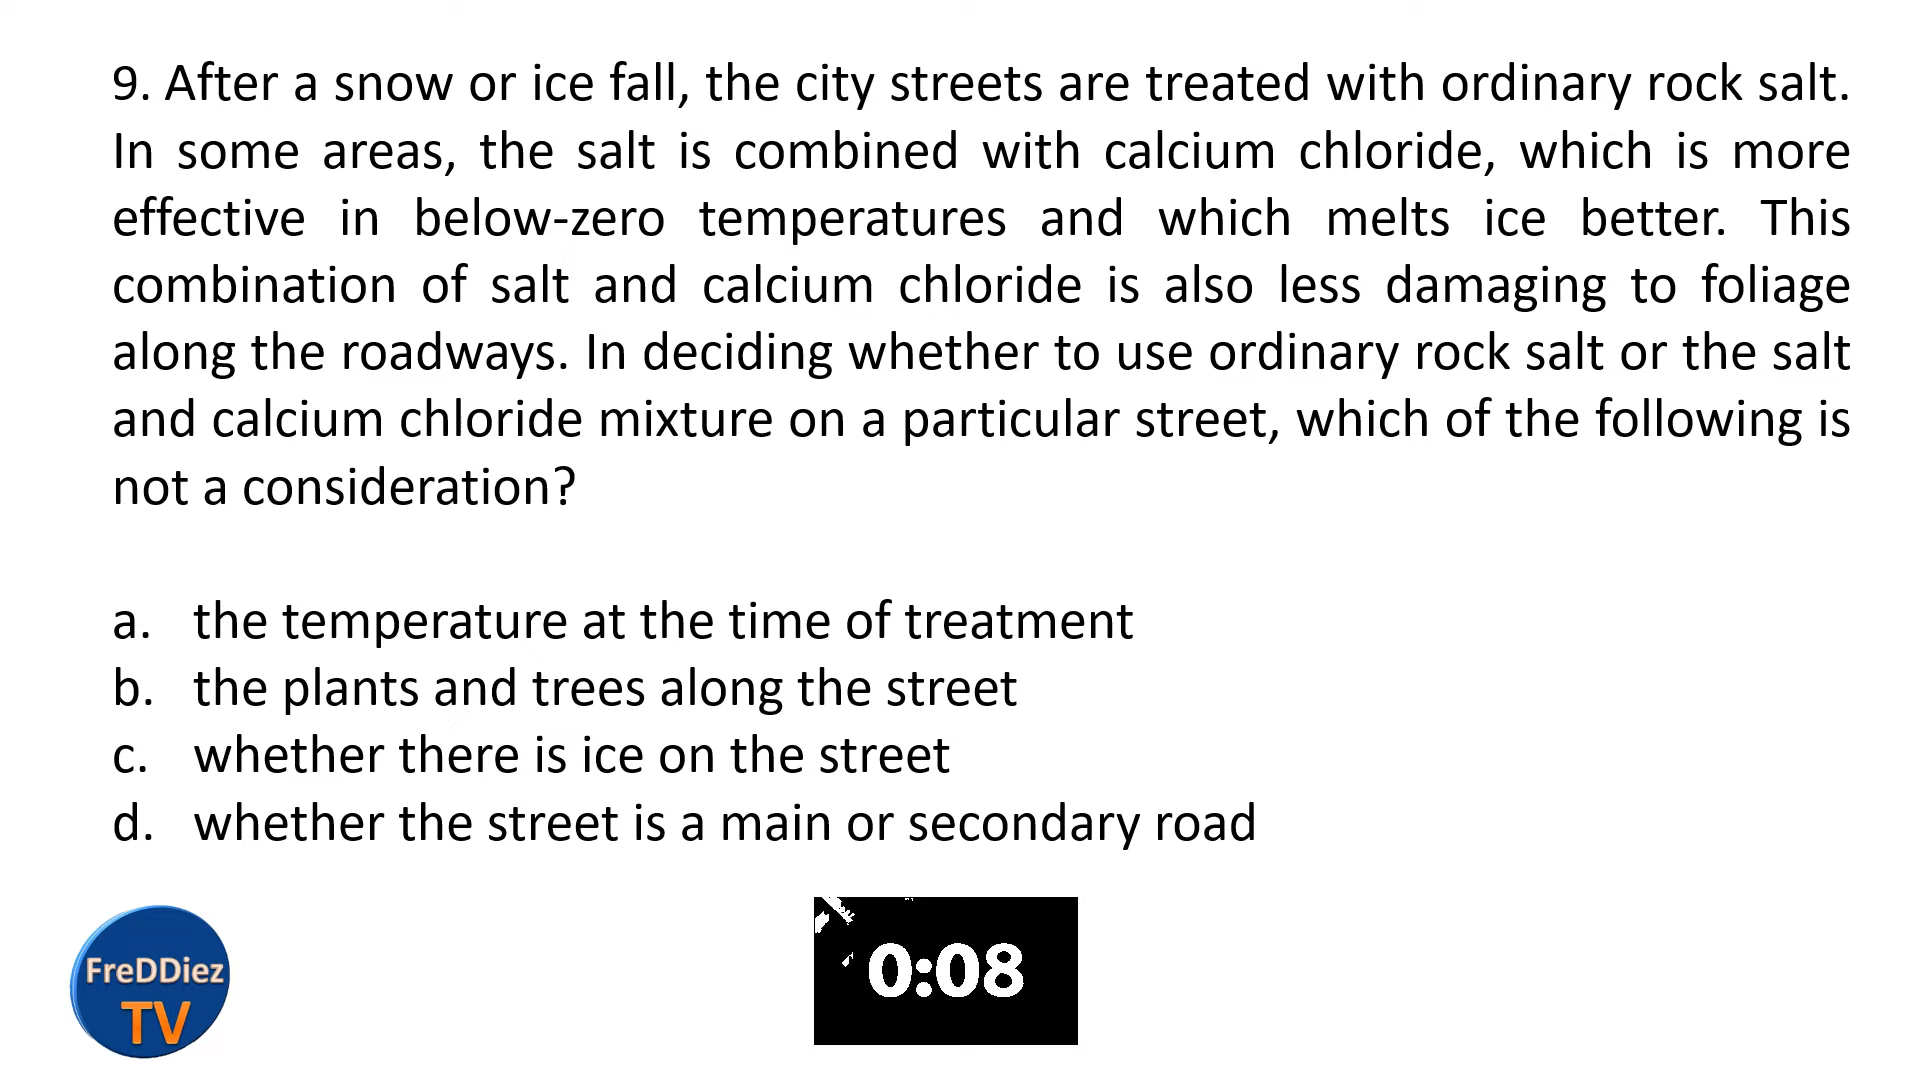 9. After a snow or ice fall, the city streets are treated with ordinary rock salt.
In some areas, the salt is combined with calcium chloride, which is more
effective in below-zero temperatures and which melts ice better. This
combination of salt and calcium chloride is also less damaging to foliage
along the roadways. In deciding whether to use ordinary rock salt or the salt
and calcium chloride mixture on a particular street, which of the following is
not a consideration?
a. the temperature at the time of treatment
b. the plants and trees along the street
c. whether there is ice on the street
d. whether the street is a main or secondary road
FreDDiez
TV
0:08